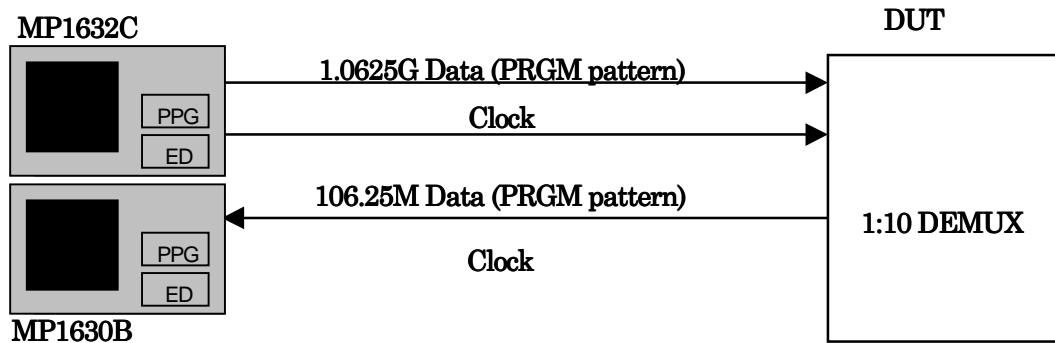 MP1632C
DUT
1.0625G Data (PRGM pattern)
PPG
Clock
ED
106.25M Data (PRGM pattern)
1:10 DEMUX
PPG
Clock
ED
MP1630B